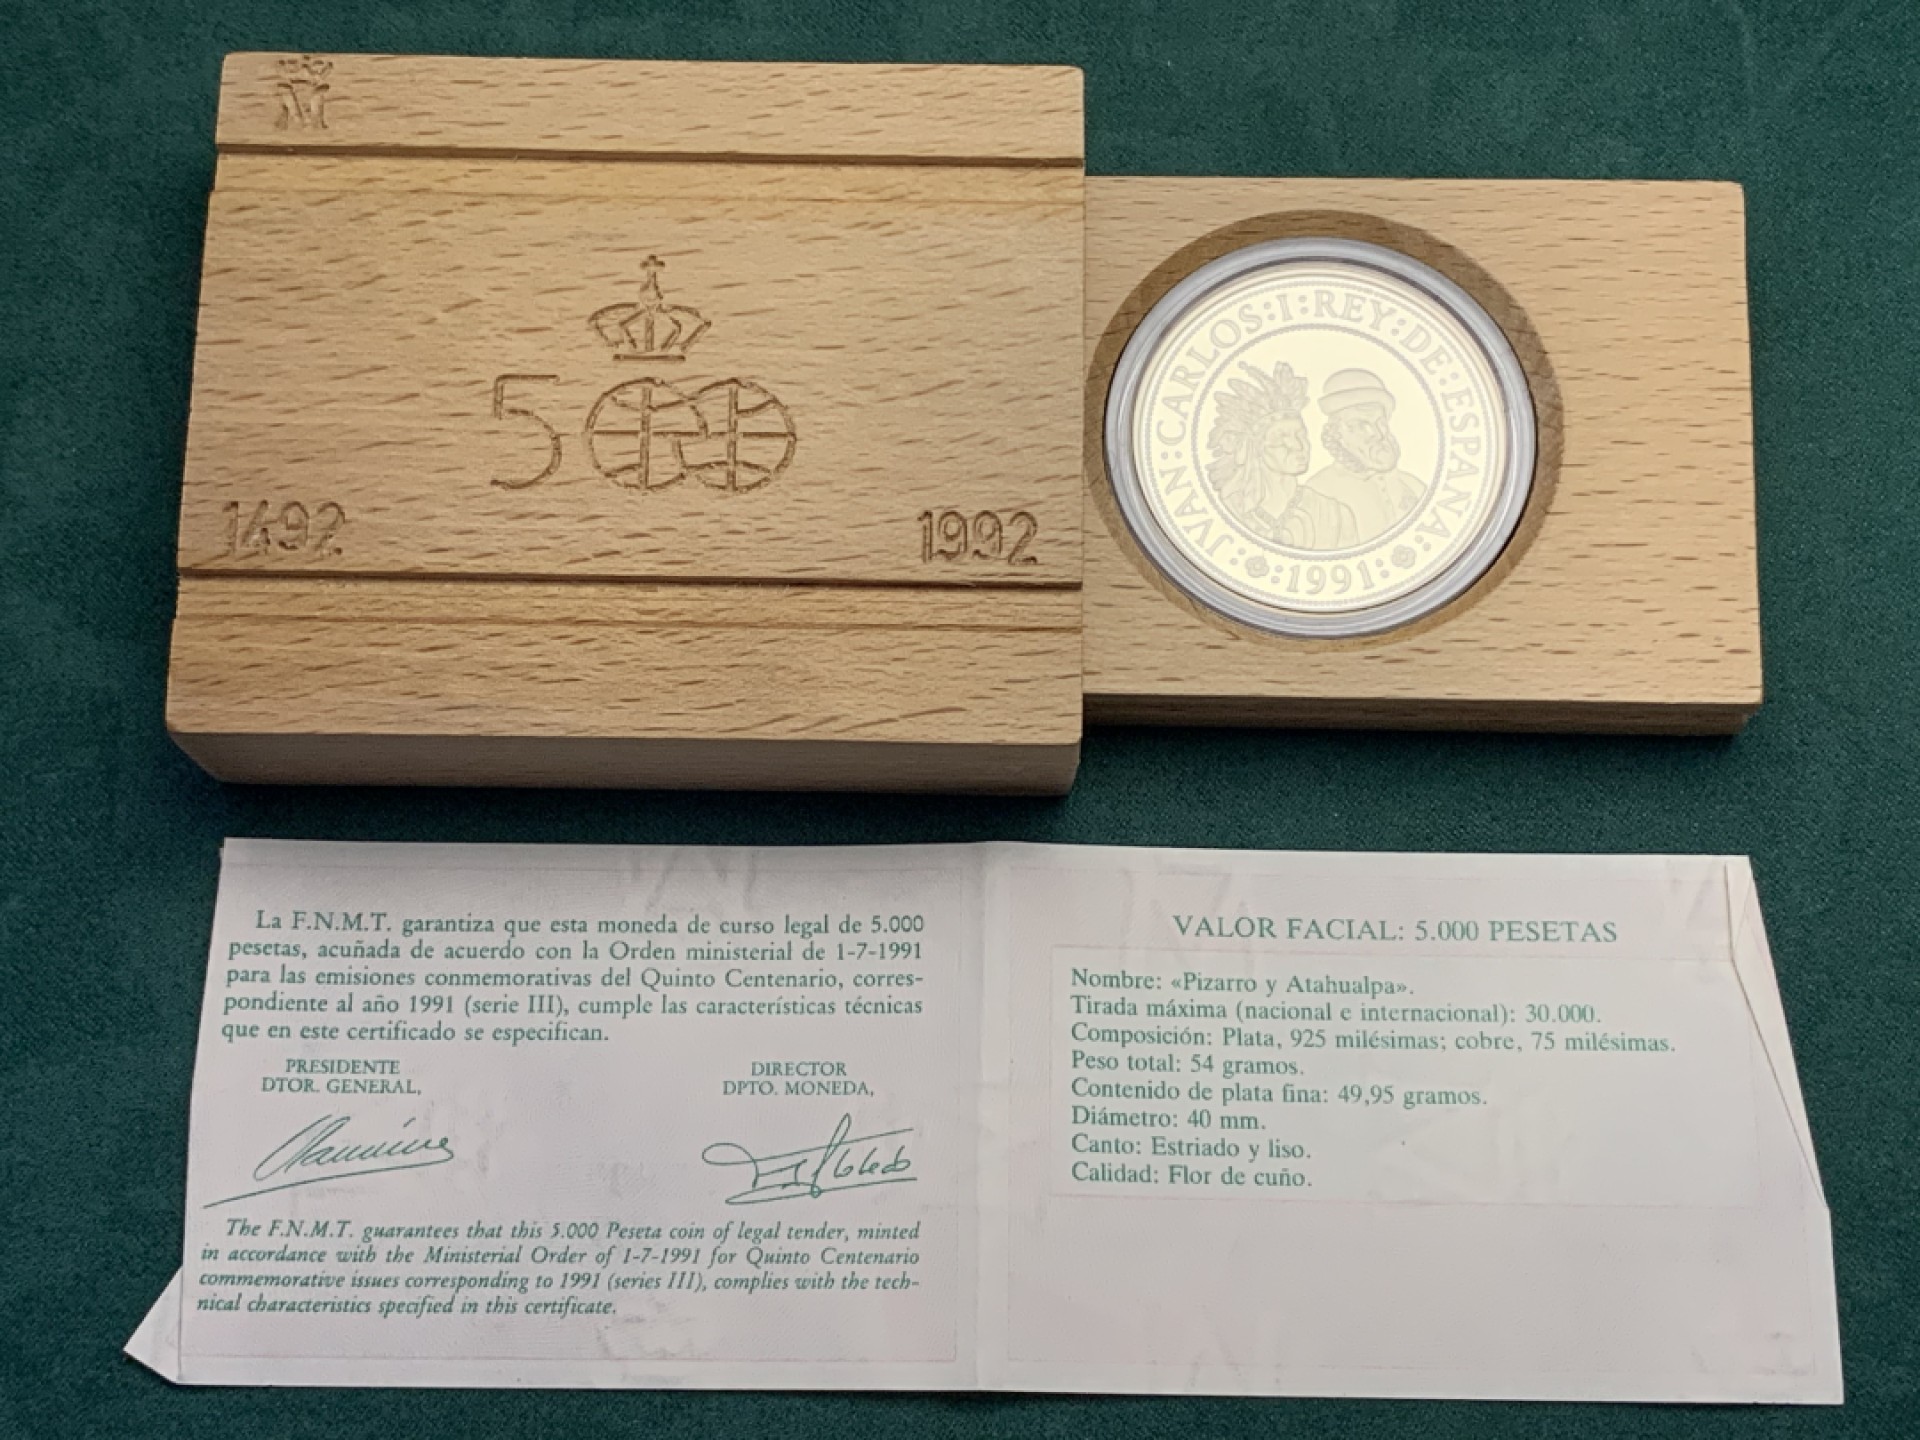 M
500
1492
1992
JVAN:CARLOS:I:REY:DE:ESPAÑA:
:1991:
La F.N.M.T. garantiza que esta moneda de curso legal de 5.000
pesetas, acuñada de acuerdo con la Orden ministerial de 1-7-1991
para las emisiones conmemorativas del Quinto Centenario, corres-
pondiente al año 1991 (serie III), cumple las características técnicas
que en este certificado se especifican.
PRESIDENTE
DTOR. GENERAL,
DIRECTOR
DPTO. MONEDA,
The F.N.M.T. guarantees that this 5.000 Peseta coin of legal tender, minted
in accordance with the Ministerial Order of 1-7-1991 for Quinto Centenario
commemorative issues corresponding to 1991 (series III), complies with the tech-
nical characteristics specified in this certificate.
VALOR FACIAL: 5.000 PESETAS
Nombre: «Pizarro y Atahualpa».
Tirada máxima (nacional e internacional): 30.000.
Composición: Plata, 925 milésimas; cobre, 75 milésimas.
Peso total: 54 gramos.
Contenido de plata fina: 49,95 gramos.
Diámetro: 40 mm.
Canto: Estriado y liso.
Calidad: Flor de cuño.